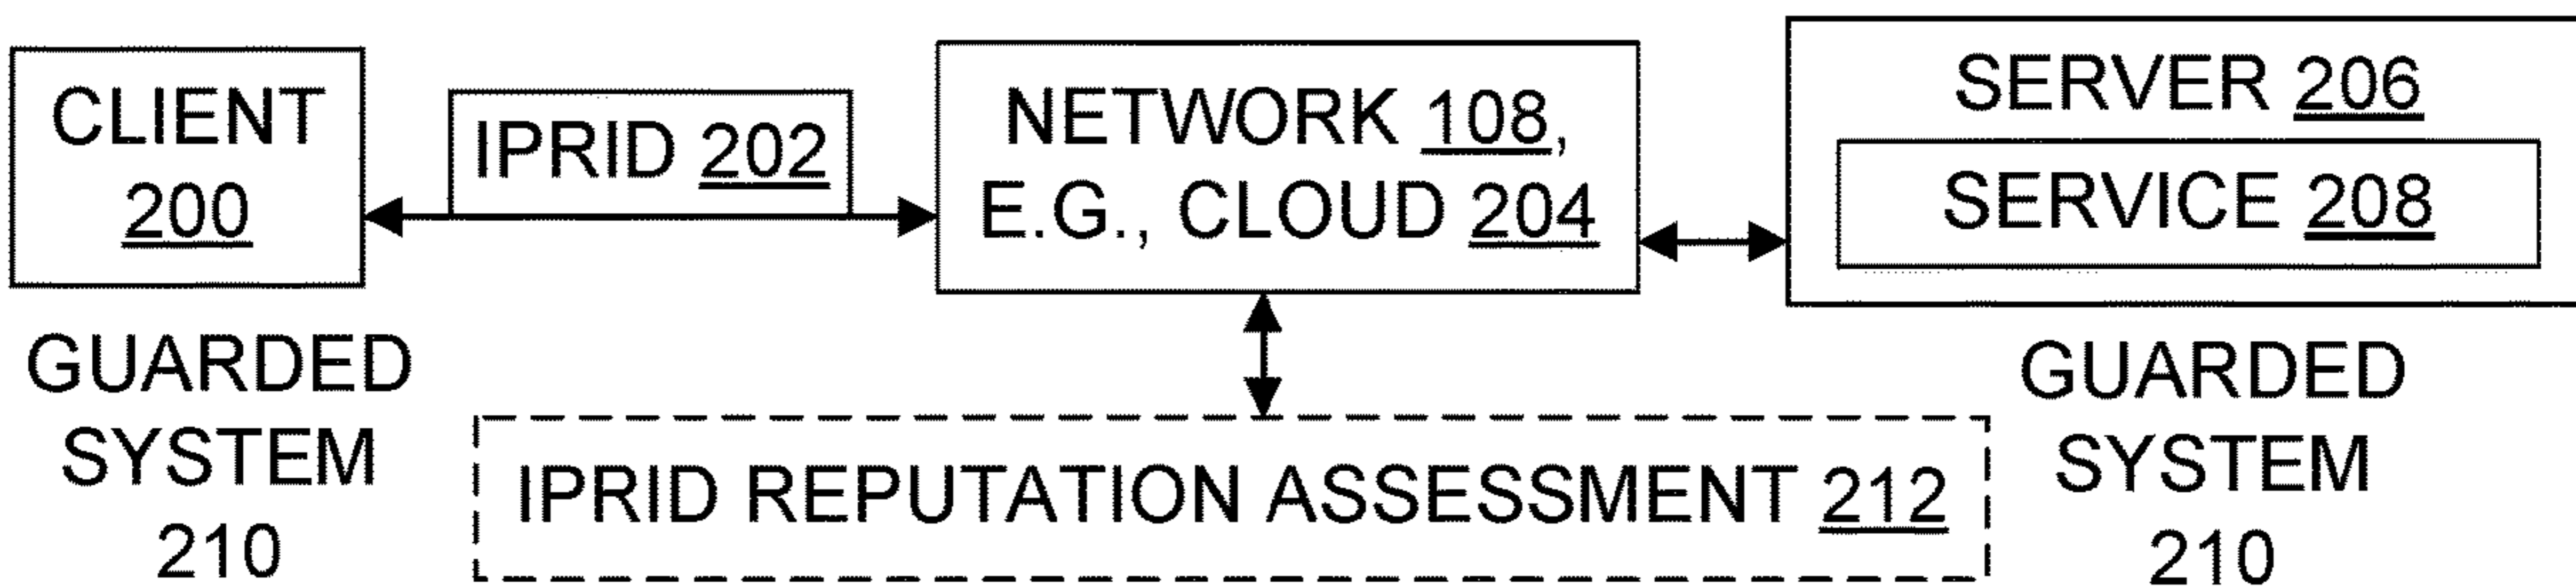 CLIENT
200
IPRID 202
NETWORK 108,
E.G., CLOUD 204
SERVER 206
SERVICE 208
GUARDED
SYSTEM
210
IPRID REPUTATION ASSESSMENT 212
GUARDED
SYSTEM
210